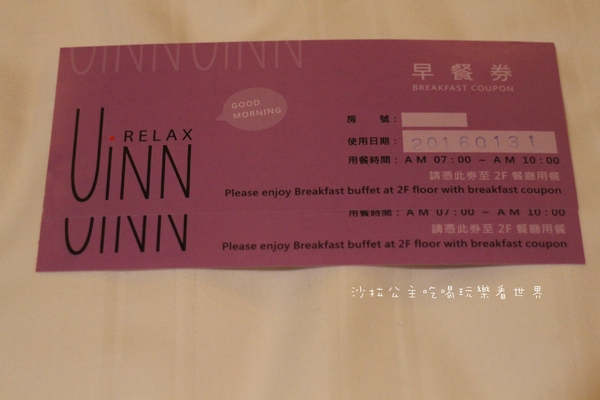 UINN UINN
早餐券
BREAKFAST COUPON
GOOD
MORNING
RELAX
UINN
房 號：
使用日期：20160131
用餐時間：AM 07:00 ~ AM 10:00
請憑此券至 2F 餐廳用餐
Please enjoy Breakfast buffet at 2F floor with breakfast coupon
UINN
用餐時間：AM 07:00 ~ AM 10:00
請憑此券至 2F 餐廳用餐
Please enjoy Breakfast buffet at 2F floor with breakfast coupon
沙拉公主吃喝玩樂看世界